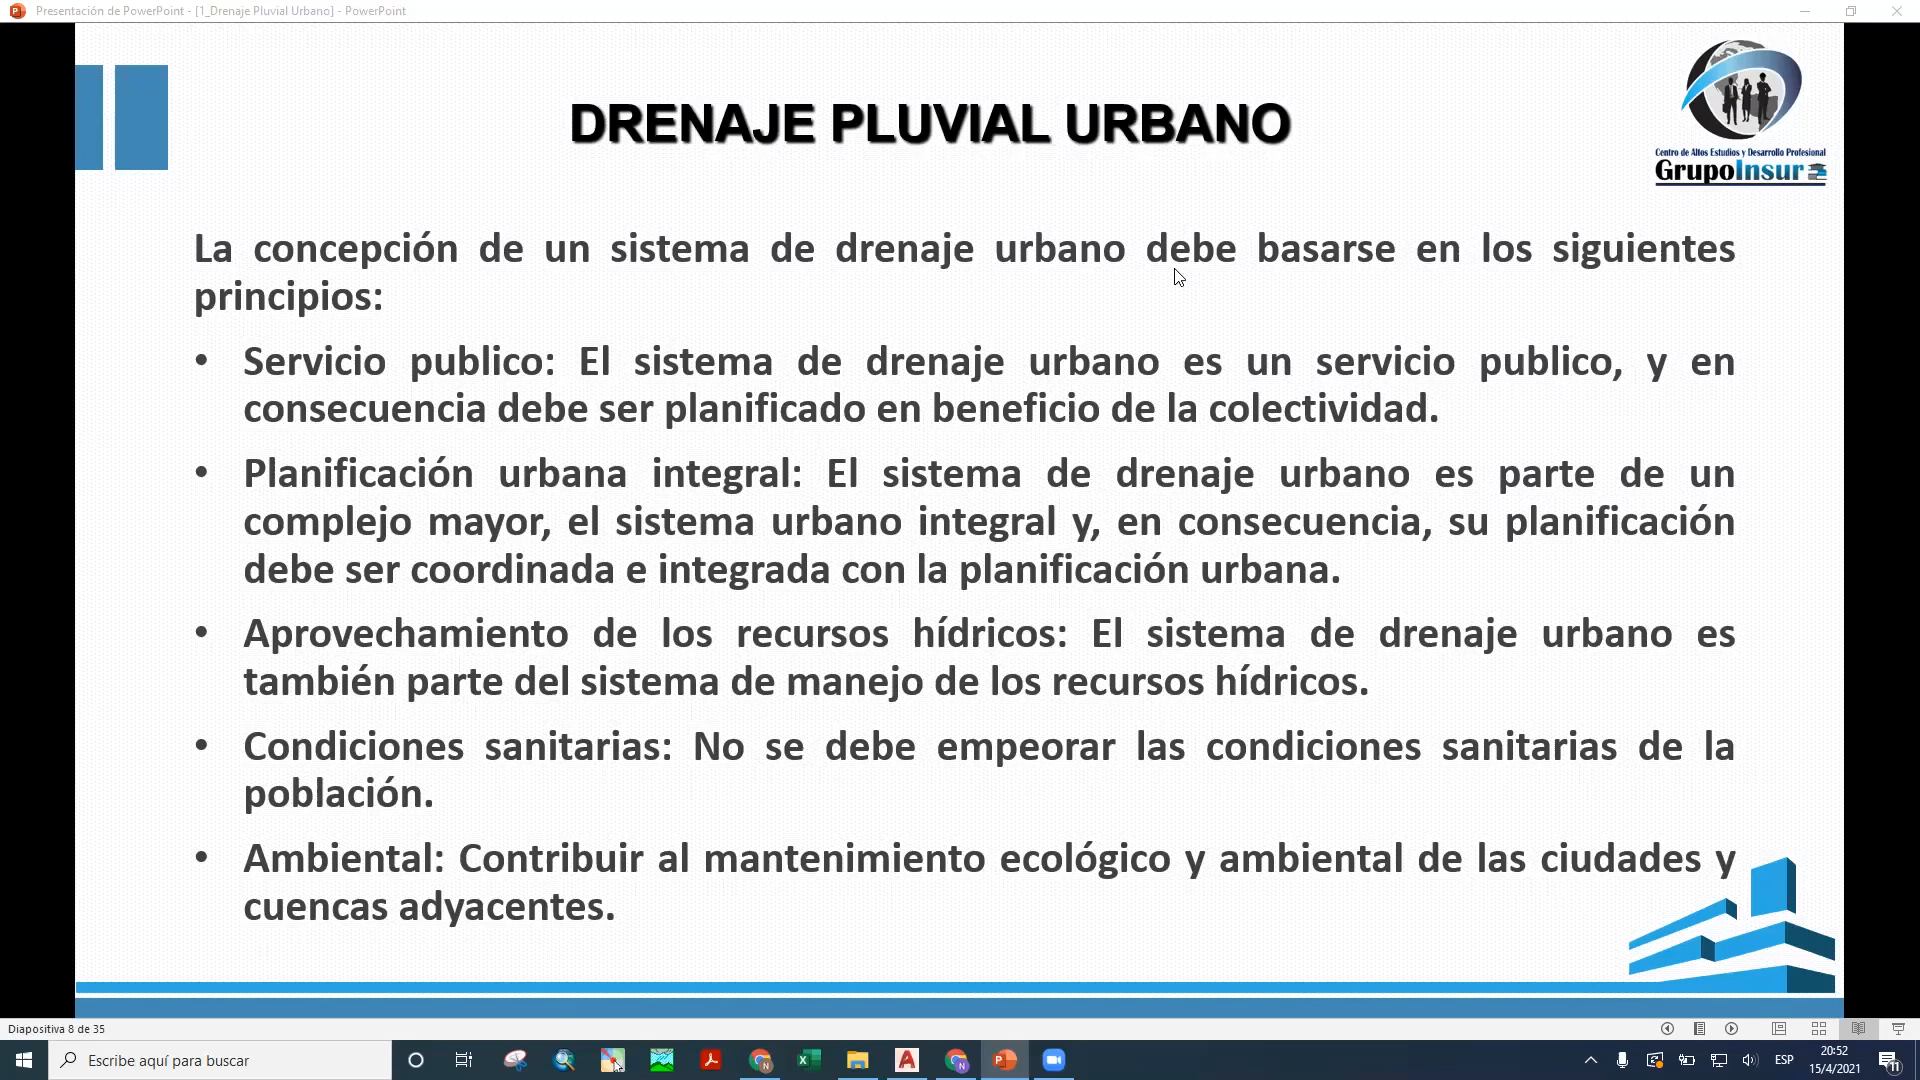 Presentación de PowerPoint - [1_Drenaje Pluvial Urbano] - PowerPoint
DRENAJE PLUVIAL URBANO
Centro de Altos Estudios y Desarrollo Profesional
GrupoInsur
La concepción de un sistema de drenaje urbano debe basarse en los siguientes
principios:
• Servicio publico: El sistema de drenaje urbano es un servicio publico, y en
consecuencia debe ser planificado en beneficio de la colectividad.
• Planificación urbana integral: El sistema de drenaje urbano es parte de un
complejo mayor, el sistema urbano integral y, en consecuencia, su planificación
debe ser coordinada e integrada con la planificación urbana.
• Aprovechamiento de los recursos hídricos: El sistema de drenaje urbano es
también parte del sistema de manejo de los recursos hídricos.
• Condiciones sanitarias: No se debe empeorar las condiciones sanitarias de la
población.
• Ambiental: Contribuir al mantenimiento ecológico y ambiental de las ciudades y
cuencas adyacentes.
Diapositiva 8 de 35
Escribe aquí para buscar
ESP
20:52
15/4/2021
11